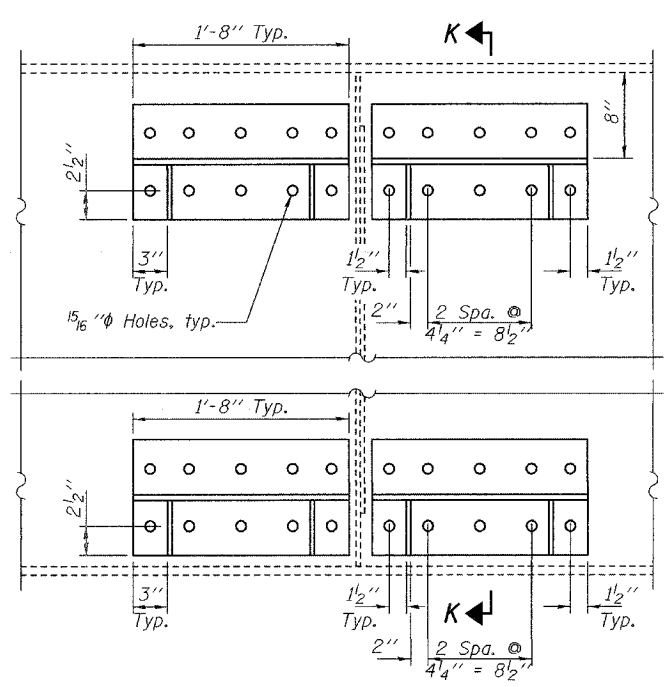 1'-8" Typ.
K
8"
2½"
3"
Typ.
1½"
Typ.
1½"
Typ.
15/16 "φ Holes, typ.
2"
2 Spa. @
4¼" = 8½"
1'-8" Typ.
2½"
3"
Typ.
1½"
Typ.
K
1½"
Typ.
2"
2 Spa. @
4¼" = 8½"